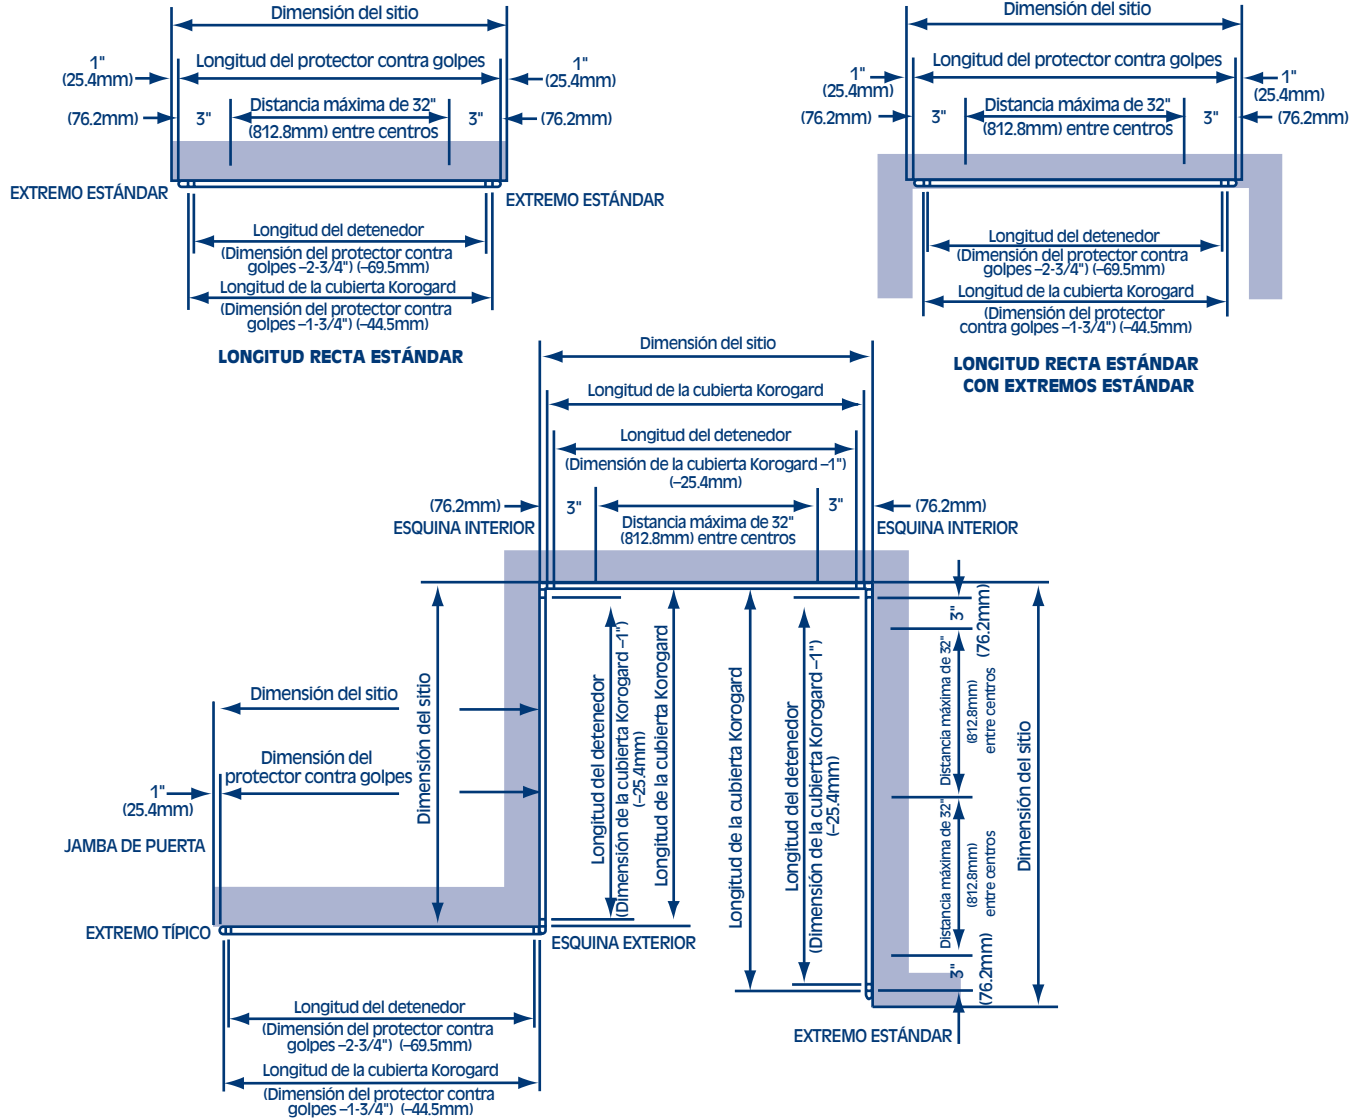 Dimensión del sitio
Longitud del protector contra golpes
1"
(25.4mm)
1"
(25.4mm)
(76.2mm)
3"
Distancia máxima de 32"
(812.8mm) entre centros
3"
(76.2mm)
EXTREMO ESTÁNDAR
EXTREMO ESTÁNDAR
Longitud del detenedor
(Dimensión del protector contra
golpes –2-3/4") (–69.5mm)
Longitud de la cubierta Korogard
(Dimensión del protector contra
golpes –1-3/4") (–44.5mm)
LONGITUD RECTA ESTÁNDAR
Dimensión del sitio
Longitud del protector contra golpes
1"
(25.4mm)
1"
(25.4mm)
(76.2mm)
3"
Distancia máxima de 32"
(812.8mm) entre centros
3"
(76.2mm)
Longitud del detenedor
(Dimensión del protector contra
golpes –2-3/4") (–69.5mm)
Longitud de la cubierta Korogard
(Dimensión del protector
contra golpes –1-3/4") (–44.5mm)
LONGITUD RECTA ESTÁNDAR
CON EXTREMOS ESTÁNDAR
Dimensión del sitio
Longitud de la cubierta Korogard
Longitud del detenedor
(Dimensión de la cubierta Korogard –1")
(–25.4mm)
(76.2mm)
3"
3"
(76.2mm)
ESQUINA INTERIOR
Distancia máxima de 32"
(812.8mm) entre centros
ESQUINA INTERIOR
Dimensión del sitio
Dimensión del
protector contra golpes
1"
(25.4mm)
JAMBA DE PUERTA
EXTREMO TÍPICO
Dimensión del sitio
Longitud del detenedor
(Dimensión de la cubierta Korogard –1")
(–25.4mm)
Longitud de la cubierta Korogard
Longitud de la cubierta Korogard
Longitud del detenedor
(Dimensión de la cubierta Korogard –1")
(–25.4mm)
3"
(76.2mm)
Distancia máxima de 32"
(812.8mm)
entre centros
Distancia máxima de 32"
(812.8mm)
entre centros
3"
(76.2mm)
Dimensión del sitio
ESQUINA EXTERIOR
EXTREMO ESTÁNDAR
Longitud del detenedor
(Dimensión del protector contra
golpes –2-3/4") (–69.5mm)
Longitud de la cubierta Korogard
(Dimensión del protector contra
golpes –1-3/4") (–44.5mm)